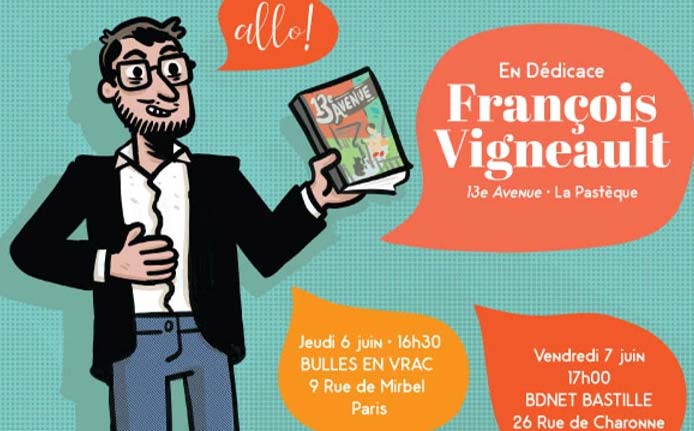 allo!
13e
AVENUE
En Dédicace
François
Vigneault
13e Avenue · La Pastèque
Jeudi 6 juin · 16h30
BULLES EN VRAC
9 Rue de Mirbel
Paris
Vendredi 7 juin
17h00
BDNET BASTILLE
26 Rue de Charonne